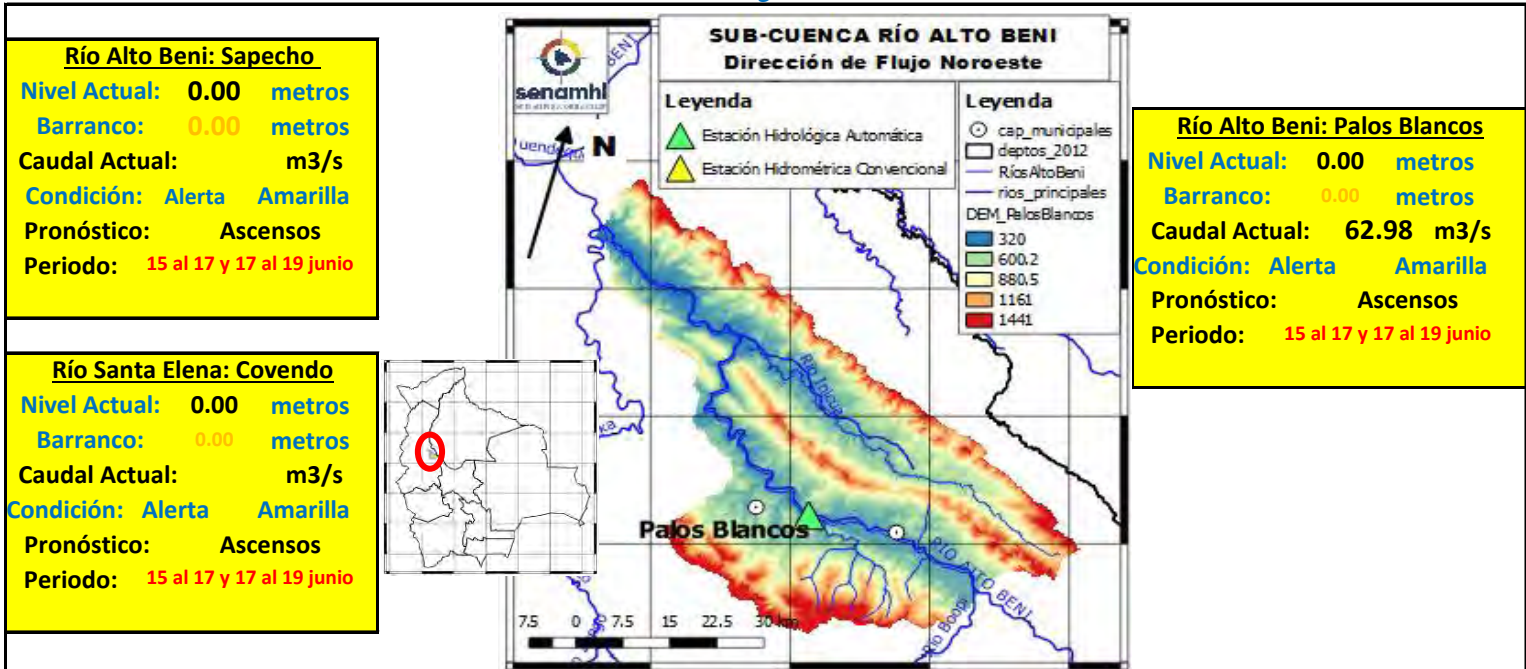 Río Alto Beni: Sapecho
Nivel Actual: 0.00 metros
Barranco: 0.00 metros
Caudal Actual: m3/s
Condición: Alerta Amarilla
Pronóstico: Ascensos
Periodo: 15 al 17 y 17 al 19 junio
Río Santa Elena: Covendo
Nivel Actual: 0.00 metros
Barranco: 0.00 metros
Caudal Actual: m3/s
Condición: Alerta Amarilla
Pronóstico: Ascensos
Periodo: 15 al 17 y 17 al 19 junio
senamhi
N
SUB-CUENCA RÍO ALTO BENI
Dirección de Flujo Noroeste
Leyenda
Estación Hidrológica Automática
Estación Hidrométrica Convencional
Leyenda
cap_municipales
deptos_2012
RíosAltoBeni
rios_principales
DEM_PalosBlancos
320
600.2
880.5
1161
1441
BENI
Río Inicua
Palos Blancos
RÍO ALTO BENI
Río Boopi
7.5 0 7.5 15 22.5 30 km
Río Alto Beni: Palos Blancos
Nivel Actual: 0.00 metros
Barranco: 0.00 metros
Caudal Actual: 62.98 m3/s
Condición: Alerta Amarilla
Pronóstico: Ascensos
Periodo: 15 al 17 y 17 al 19 junio